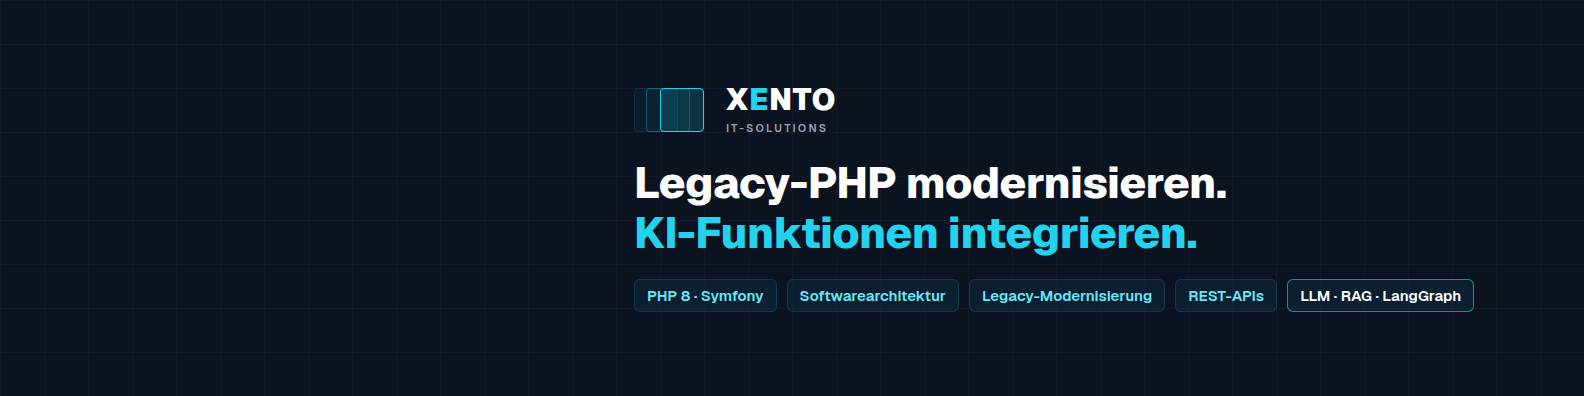 XENTO
IT-SOLUTIONS
Legacy-PHP modernisieren.
KI-Funktionen integrieren.
PHP 8 · Symfony Softwarearchitektur Legacy-Modernisierung REST-APIs LLM · RAG · LangGraph